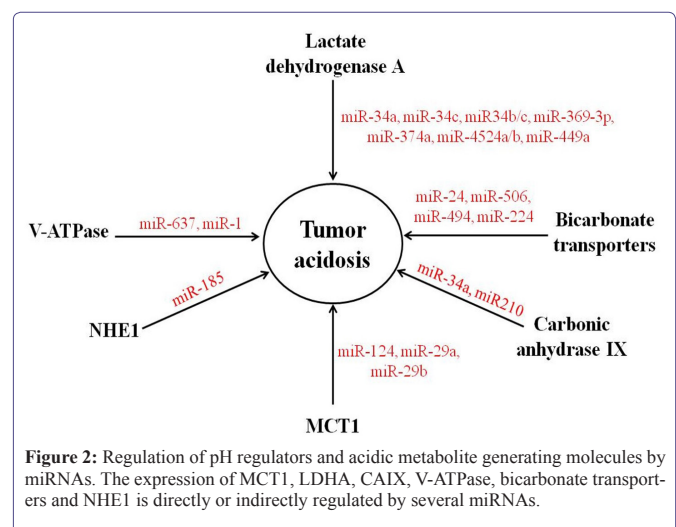 Lactate
dehydrogenase A
miR-34a, miR-34c, miR34b/c, miR-369-3p,
miR-374a, miR-4524a/b, miR-449a
V-ATPase
miR-637, miR-1
Tumor
acidosis
miR-24, miR-506,
miR-494, miR-224
Bicarbonate
transporters
NHE1
miR-185
miR-34a, miR210
Carbonic
anhydrase IX
miR-124, miR-29a,
miR-29b
MCT1
Figure 2: Regulation of pH regulators and acidic metabolite generating molecules by
miRNAs. The expression of MCT1, LDHA, CAIX, V-ATPase, bicarbonate transport-
ers and NHE1 is directly or indirectly regulated by several miRNAs.